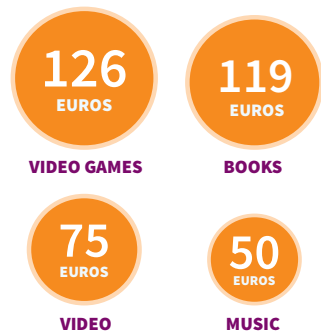 126
EUROS
VIDEO GAMES
119
EUROS
BOOKS
75
EUROS
VIDEO
50
EUROS
MUSIC